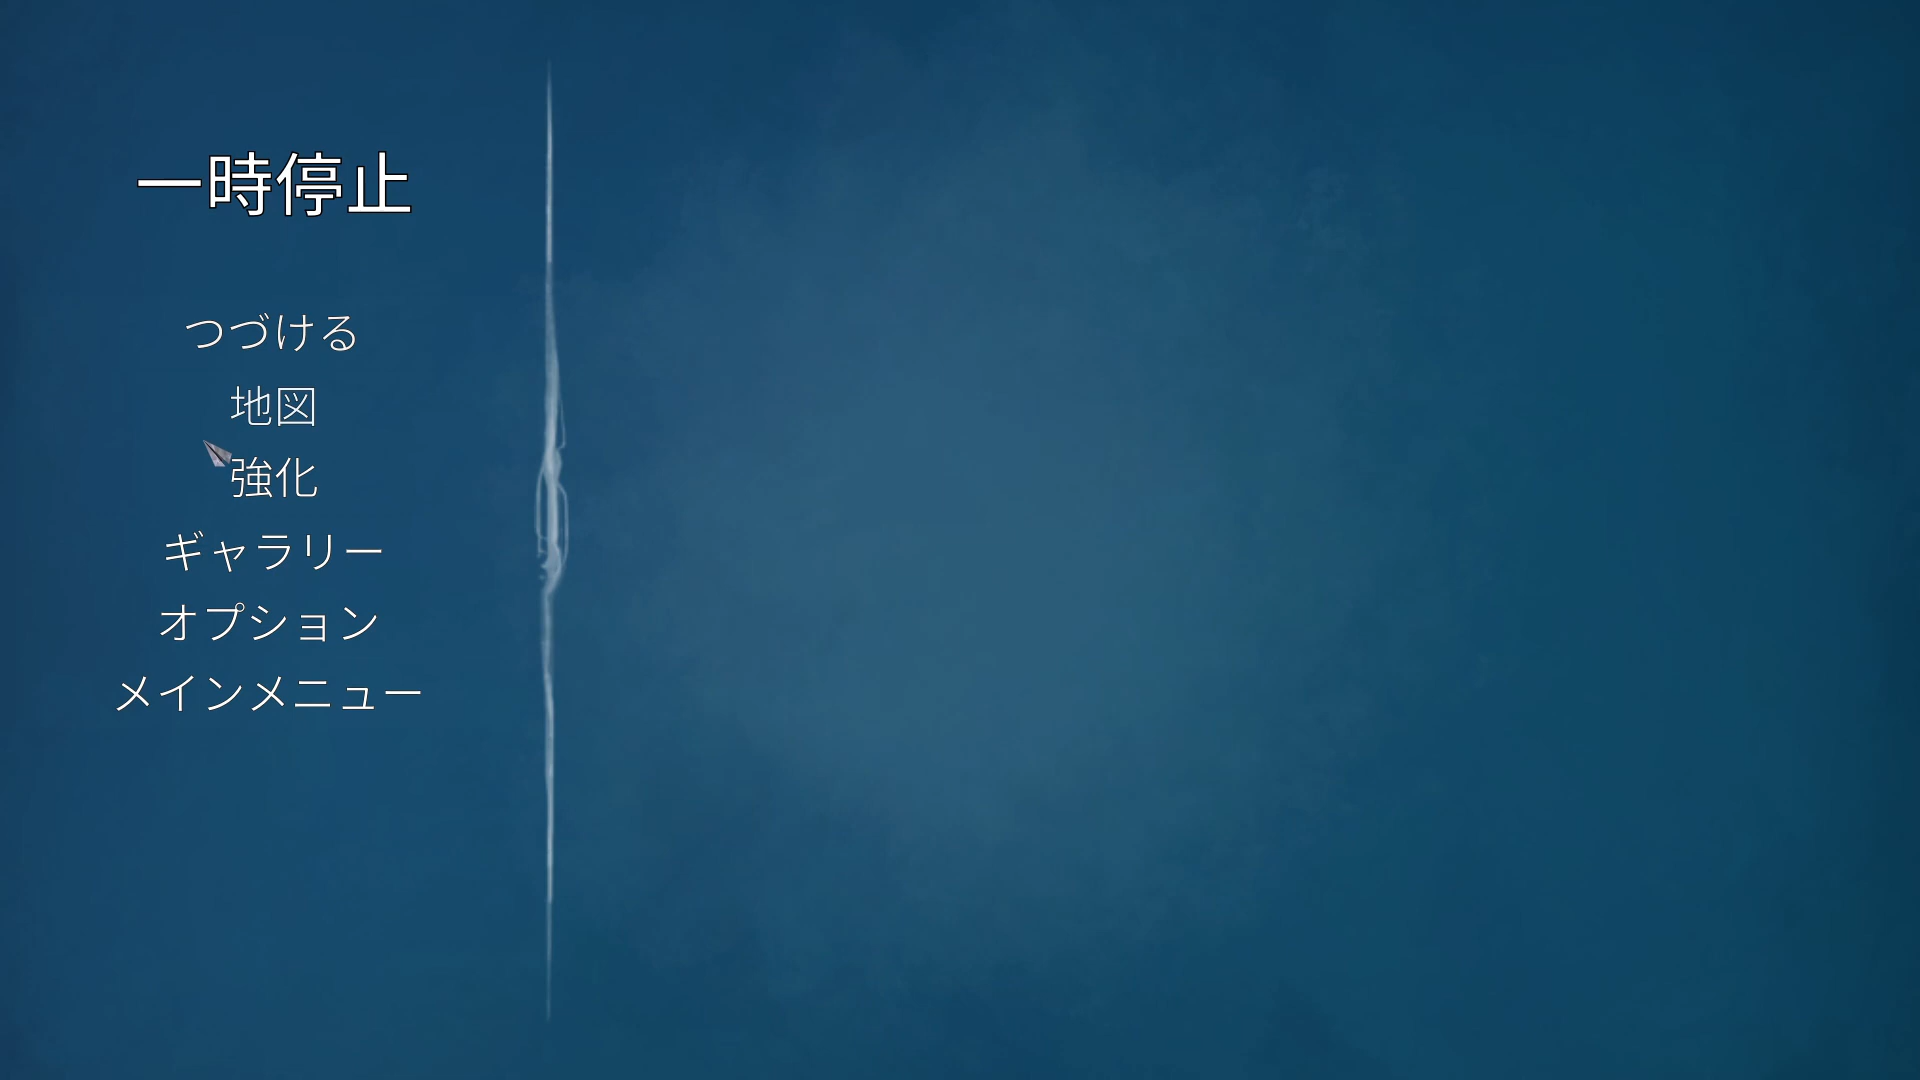 一時停止
つづける
地図
強化
ギャラリー
オプション
メインメニュー